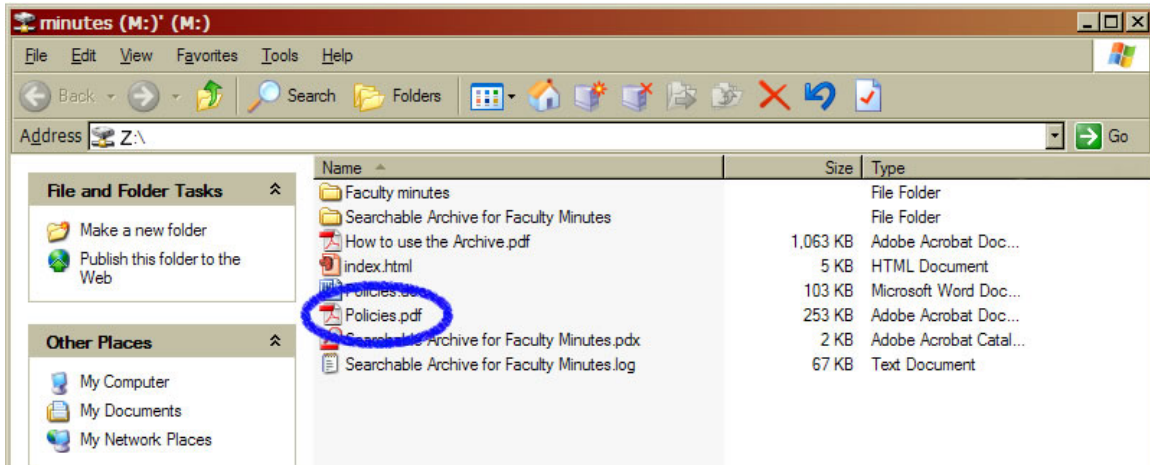 minutes (M:)' (M:)
File Edit View Favorites Tools Help
Back Search Folders
Address Z:\ Go
Name Size Type
File and Folder Tasks
Make a new folder
Publish this folder to the
Web
Other Places
My Computer
My Documents
My Network Places
Faculty minutes File Folder
Searchable Archive for Faculty Minutes File Folder
How to use the Archive.pdf 1,063 KB Adobe Acrobat Doc...
index.html 5 KB HTML Document
Policies.doc 103 KB Microsoft Word Doc...
Policies.pdf 253 KB Adobe Acrobat Doc...
Searchable Archive for Faculty Minutes.pdx 2 KB Adobe Acrobat Catal...
Searchable Archive for Faculty Minutes.log 67 KB Text Document